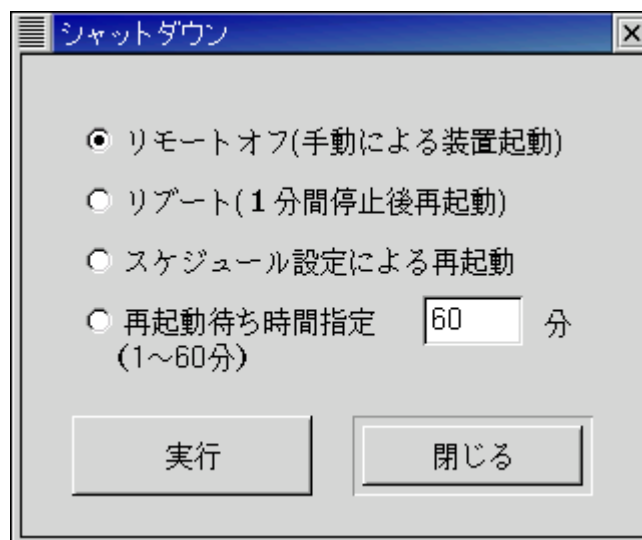 シャットダウン
リモートオフ(手動による装置起動)
リブート(1分間停止後再起動)
スケジュール設定による再起動
再起動待ち時間指定 60 分
(1～60分)
実行 閉じる